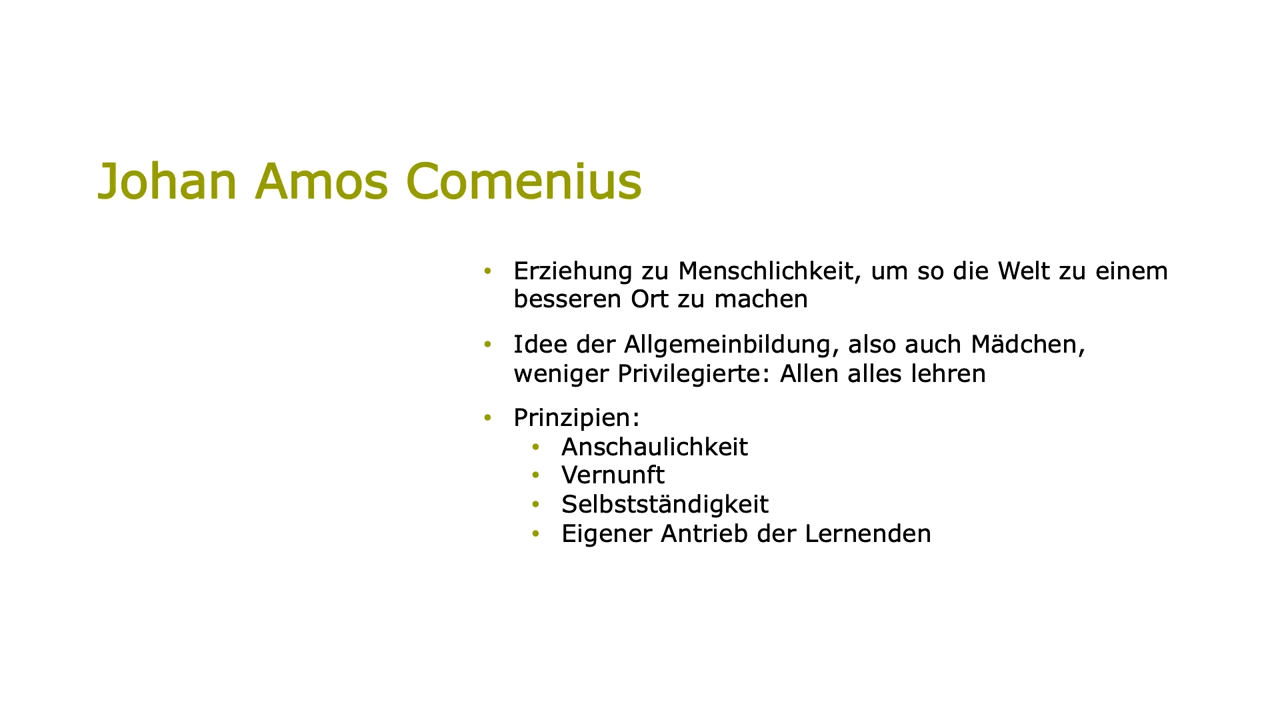 Johan Amos Comenius
• Erziehung zu Menschlichkeit, um so die Welt zu einem
besseren Ort zu machen
• Idee der Allgemeinbildung, also auch Mädchen,
weniger Privilegierte: Allen alles lehren
• Prinzipien:
• Anschaulichkeit
• Vernunft
• Selbstständigkeit
• Eigener Antrieb der Lernenden